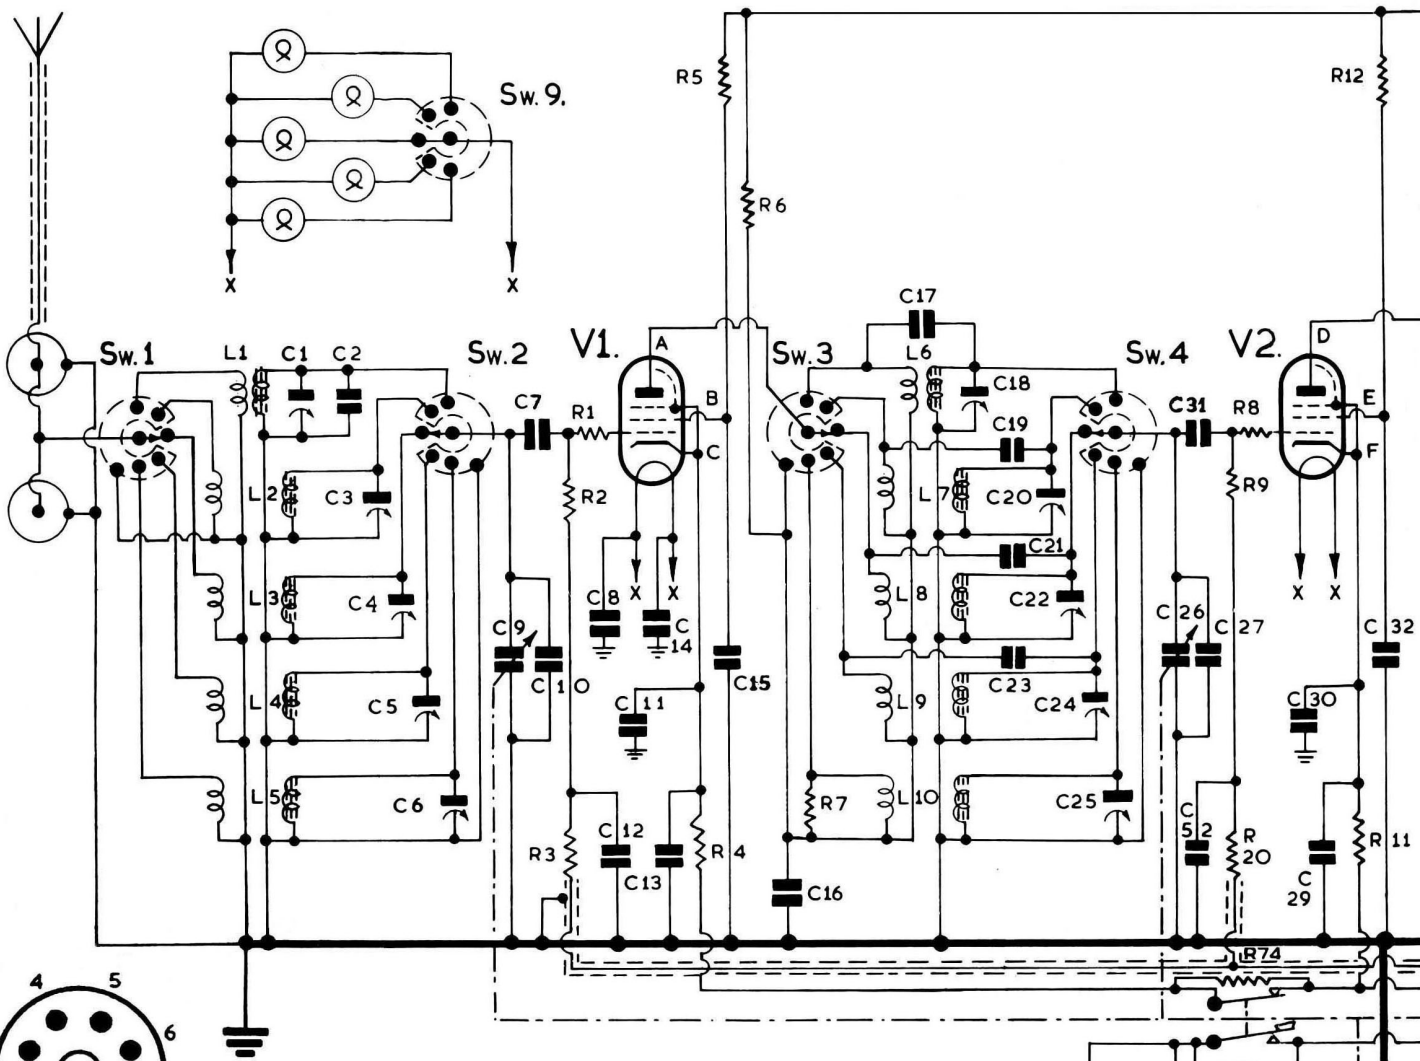 R5
R12
Sw. 9.
R6
X
X
C17
Sw. 1
L1
C1
C2
Sw. 2
V1.
A
Sw. 3
L6
Sw. 4
V2.
D
C18
B
E
C7
R1
C19
C31
R8
C
F
L2
C3
R2
L7
C20
R9
C21
X
X
X
X
L3
C4
C8
C14
L8
C22
C9
C26
C27
C32
C10
C15
C23
L4
C5
C11
L9
C24
C30
L5
C6
R7
L10
C25
C12
C52
R3
R4
R20
R11
C13
C16
C29
R74
4
5
6